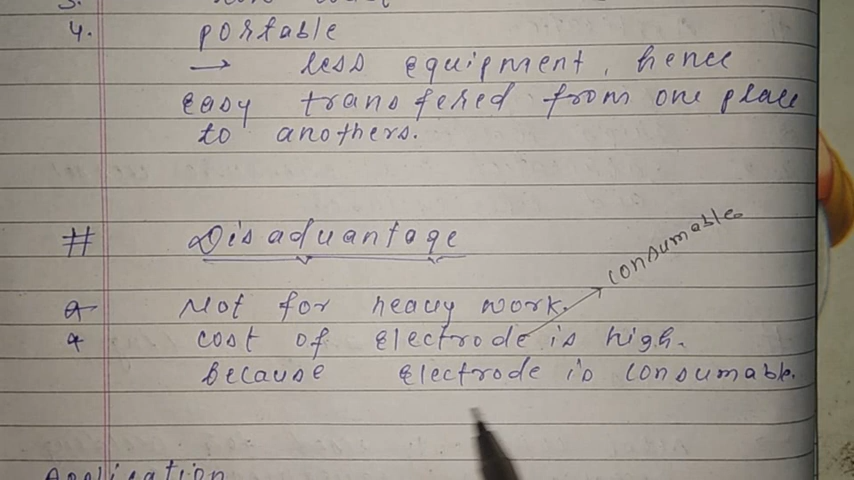 4. portable
→ less equipment, hence
easy transfered from one place
to anothers.
# Disadvantage
consumable.
Not for heavy work.
* cost of electrode is high.
because electrode is consumable.
Application